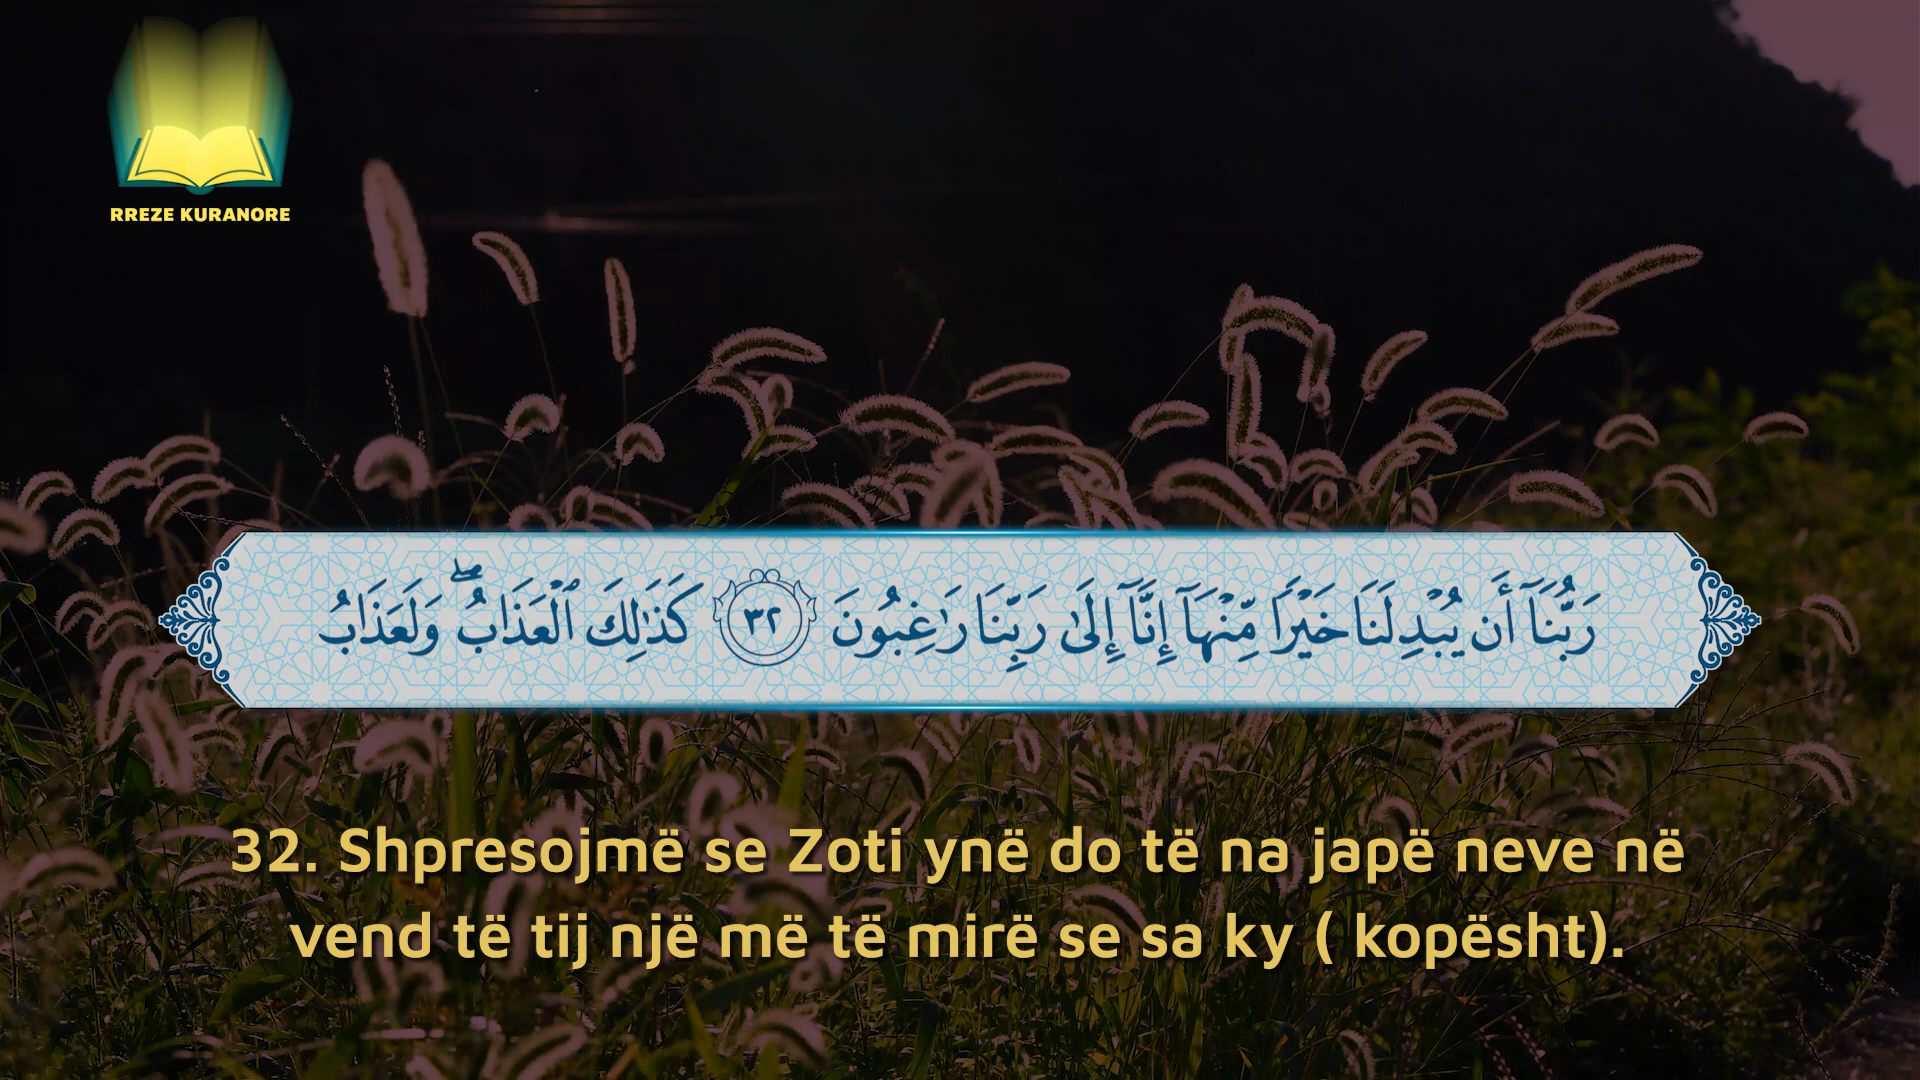 RREZE KURANORE
رَبُّنَآ أَن يُبْدِلَنَا خَيْرًا مِّنْهَآ إِنَّآ إِلَىٰ رَبِّنَا رَٰغِبُونَ ٣٢ كَذَٰلِكَ ٱلْعَذَابُ ۖ وَلَعَذَابُ
32. Shpresojmë se Zoti ynë do të na japë neve në
vend të tij një më të mirë se sa ky ( kopësht).